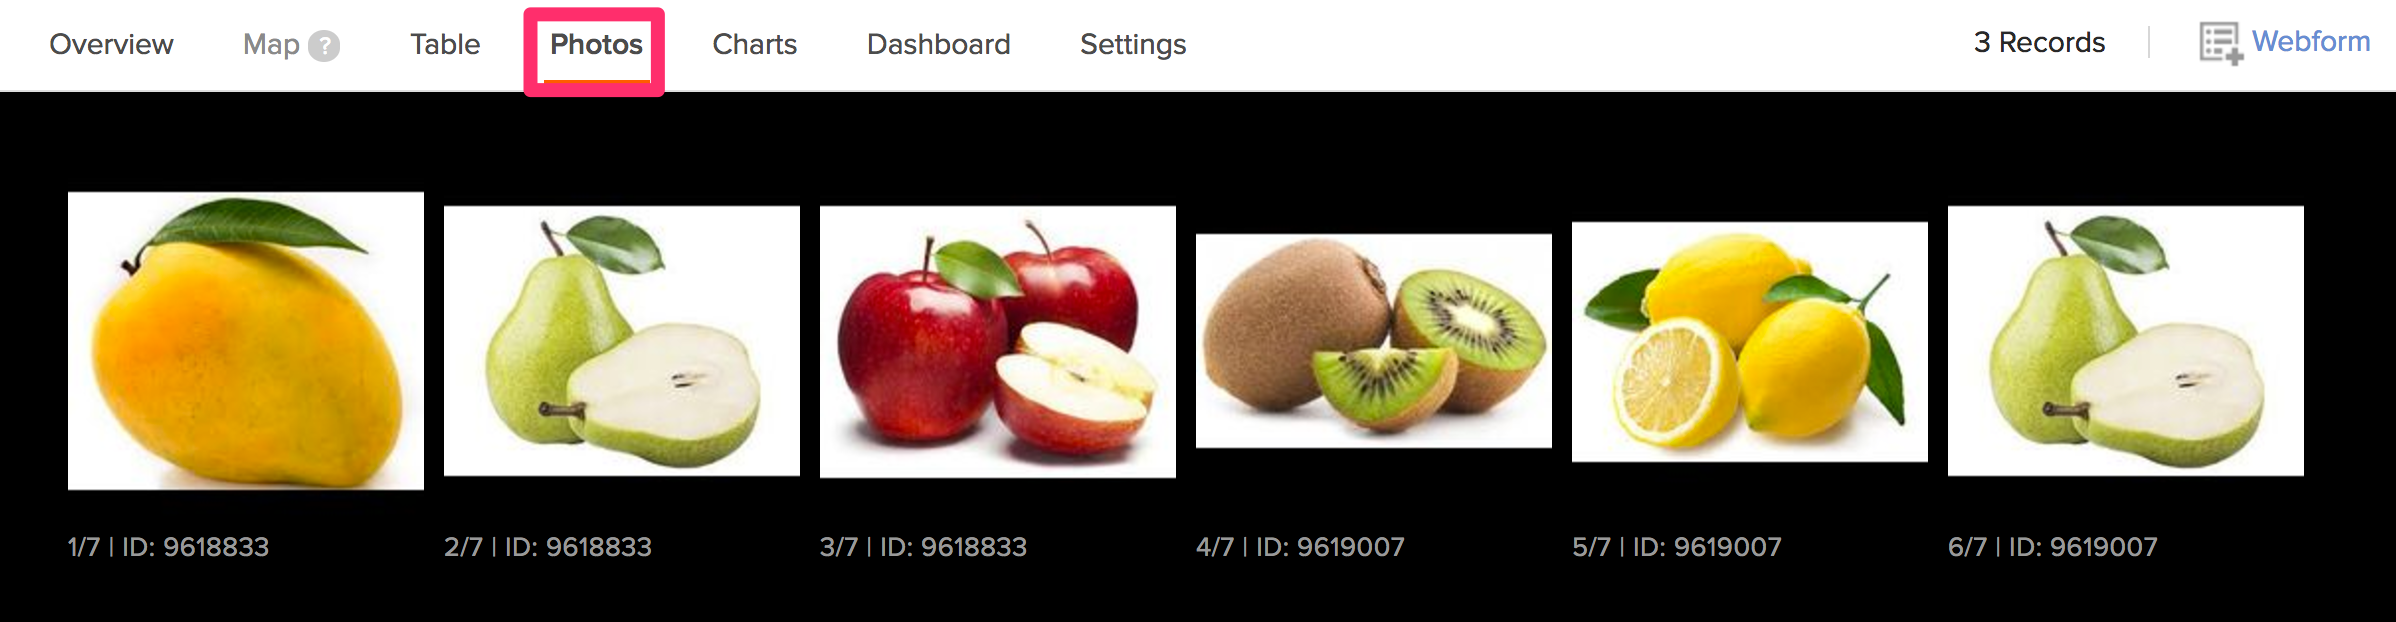 Overview Map ? Table Photos Charts Dashboard Settings 3 Records Webform
1/7 | ID: 9618833 2/7 | ID: 9618833 3/7 | ID: 9618833 4/7 | ID: 9619007 5/7 | ID: 9619007 6/7 | ID: 9619007